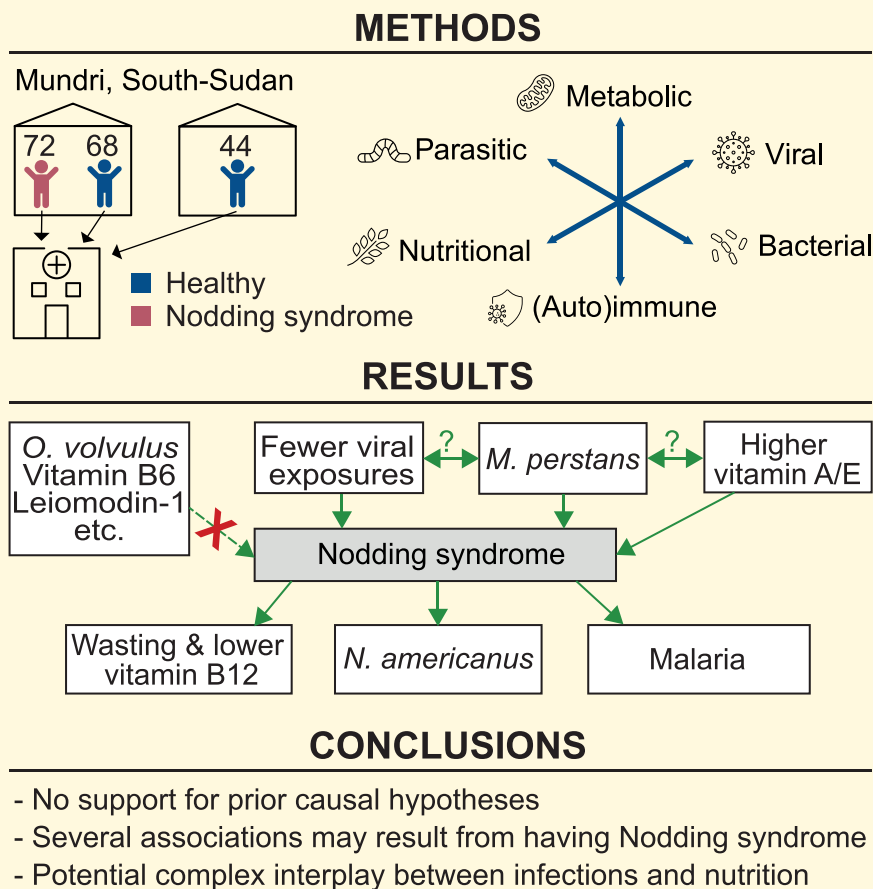 METHODS
Mundri, South-Sudan
72 68
44
Healthy
Nodding syndrome
Metabolic
Parasitic
Viral
Nutritional
Bacterial
(Auto)immune
RESULTS
O. volvulus
Vitamin B6
Leiomodin-1
etc.
X
Fewer viral
exposures
?
M. perstans
?
Higher
vitamin A/E
Nodding syndrome
Wasting & lower
vitamin B12
N. americanus
Malaria
CONCLUSIONS
- No support for prior causal hypotheses
- Several associations may result from having Nodding syndrome
- Potential complex interplay between infections and nutrition